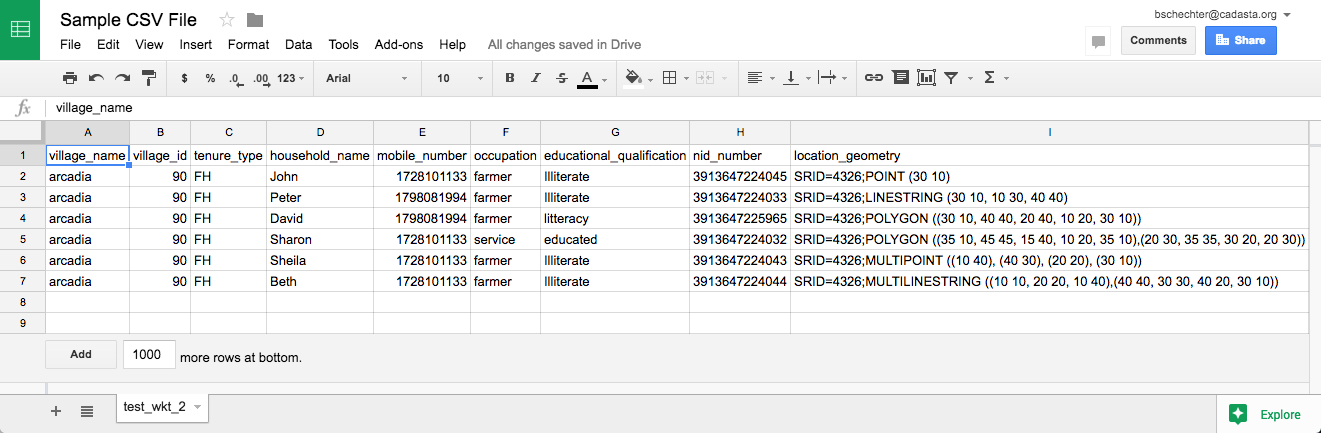 Sample CSV File
bschechter@cadasta.org
File Edit View Insert Format Data Tools Add-ons Help All changes saved in Drive
Comments
Share
$ % .0 .00 123 Arial 10 B I S A Σ
fx village_name
A B C D E F G H I
1 village_name village_id tenure_type household_name mobile_number occupation educational_qualification nid_number location_geometry
2 arcadia 90 FH John 1728101133 farmer Illiterate 3913647224045 SRID=4326;POINT (30 10)
3 arcadia 90 FH Peter 1798081994 farmer Illiterate 3913647224033 SRID=4326;LINESTRING (30 10, 10 30, 40 40)
4 arcadia 90 FH David 1798081994 farmer litteracy 3913647225965 SRID=4326;POLYGON ((30 10, 40 40, 20 40, 10 20, 30 10))
5 arcadia 90 FH Sharon 1728101133 service educated 3913647224032 SRID=4326;POLYGON ((35 10, 45 45, 15 40, 10 20, 35 10),(20 30, 35 35, 30 20, 20 30))
6 arcadia 90 FH Sheila 1728101133 farmer Illiterate 3913647224043 SRID=4326;MULTIPOINT ((10 40), (40 30), (20 20), (30 10))
7 arcadia 90 FH Beth 1728101133 farmer Illiterate 3913647224044 SRID=4326;MULTILINESTRING ((10 10, 20 20, 10 40),(40 40, 30 30, 40 20, 30 10))
8
9
Add 1000 more rows at bottom.
+ test_wkt_2
Explore